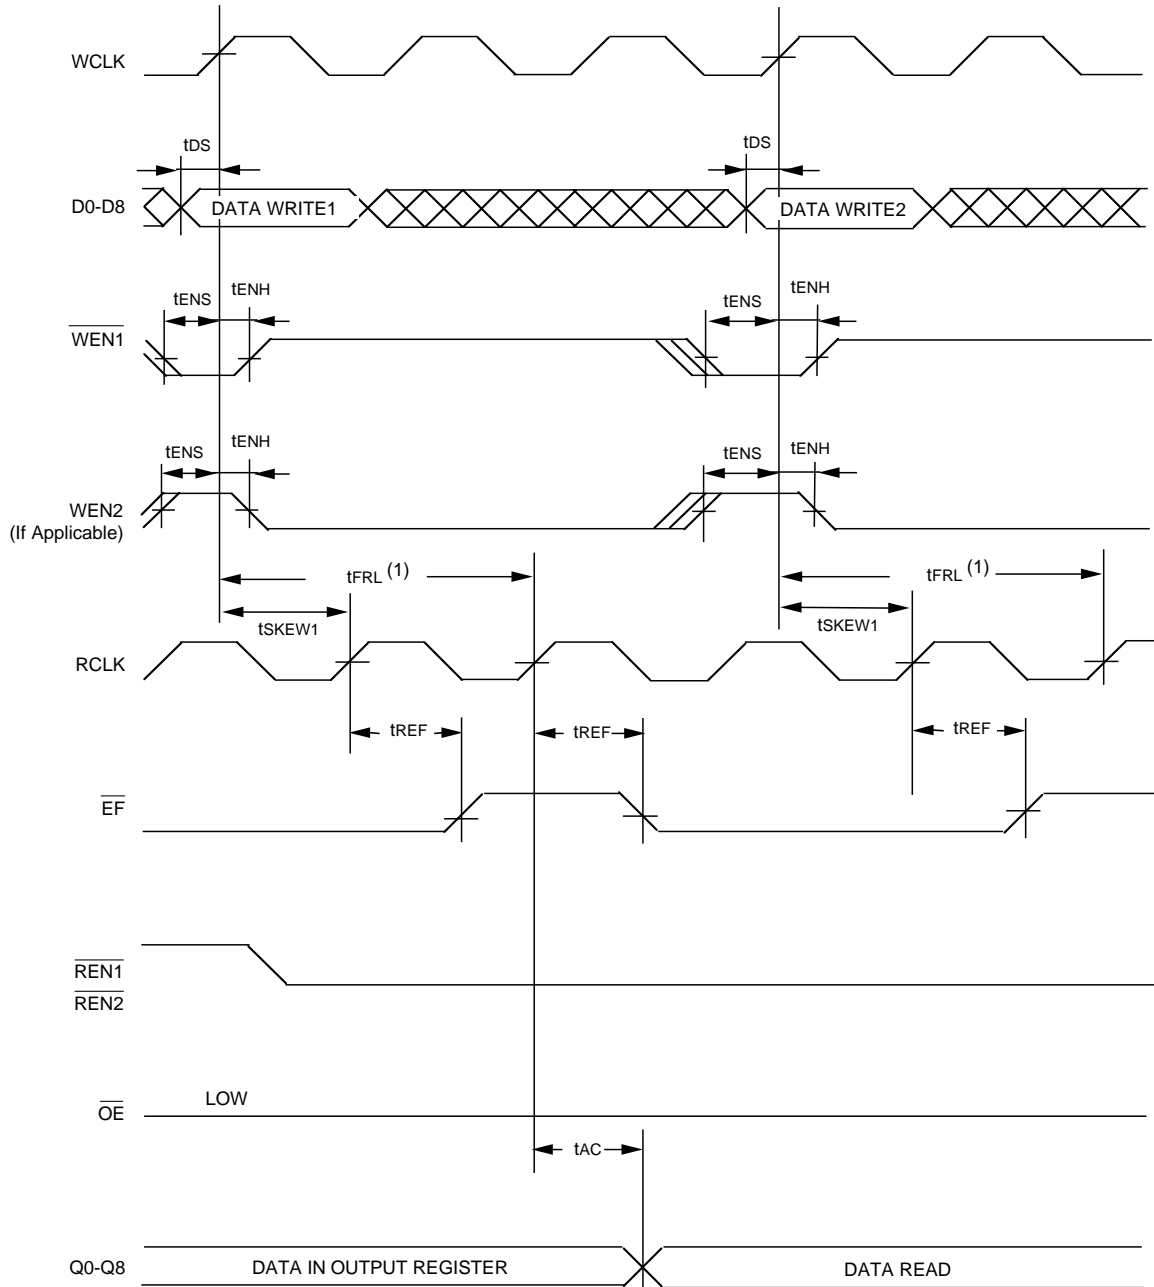 WCLK
tDS
tDS
D0-D8
DATA WRITE1
DATA WRITE2
tENS
tENH
tENS
tENH
WEN1
tENS
tENH
tENS
tENH
WEN2
(If Applicable)
tFRL (1)
tFRL (1)
tSKEW1
tSKEW1
RCLK
tREF
tREF
tREF
EF
REN1
REN2
LOW
OE
tAC
Q0-Q8
DATA IN OUTPUT REGISTER
DATA READ